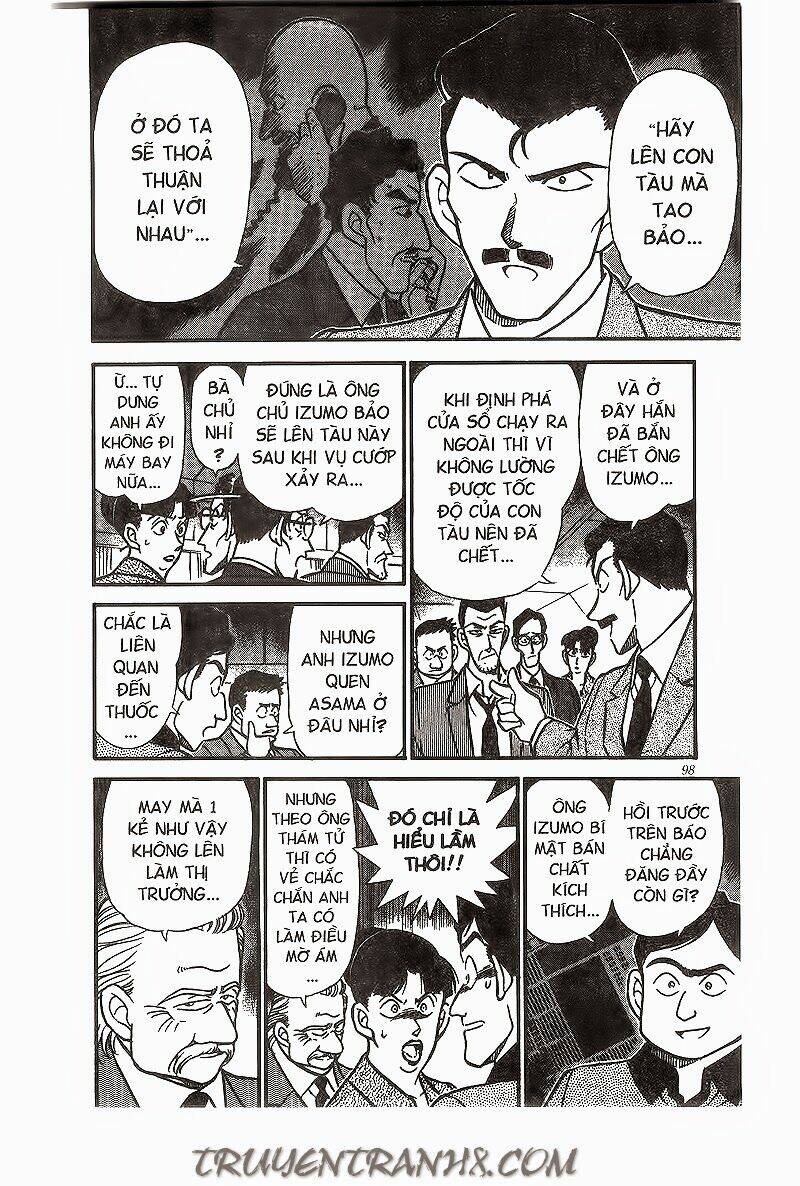 "HÃY
LÊN CON
TÀU MÀ
TAO
BẢO...
Ở ĐÓ TA
SẼ THOẢ
THUẬN
LẠI VỚI
NHAU"...
VÀ Ở
ĐÂY HẮN
ĐÃ BẮN
CHẾT ÔNG
IZUMO...
KHI ĐỊNH PHÁ
CỬA SỔ CHẠY RA
NGOÀI THÌ VÌ
KHÔNG LƯỜNG
ĐƯỢC TỐC
ĐỘ CỦA CON
TÀU NÊN ĐÃ
CHẾT...
ĐÚNG LÀ ÔNG
CHỦ IZUMO BẢO
SẼ LÊN TÀU NÀY
SAU KHI VỤ CƯỚP
XẢY RA...
BÀ
CHỦ
NHỈ
?
Ừ... TỰ
DƯNG
ANH ẤY
KHÔNG ĐI
MÁY BAY
NỮA...
NHƯNG
ANH IZUMO
QUEN
ASAMA Ở
ĐÂU NHỈ?
CHẮC LÀ
LIÊN
QUAN
ĐẾN
THUỐC
...
98
HỒI TRƯỚC
TRÊN BÁO
CHẲNG
ĐĂNG ĐẦY
CÒN GÌ?
ÔNG
IZUMO BÍ
MẬT BÁN
CHẤT
KÍCH
THÍCH...
ĐÓ CHỈ LÀ
HIỂU LẦM
THÔI!!
NHƯNG
THEO ÔNG
THÁM TỬ
THÌ CÓ
VẺ CHẮC
CHẮN ANH
TA CÓ
LÀM ĐIỀU
MỜ ÁM
...
MAY MÀ 1
KẺ NHƯ VẬY
KHÔNG LÊN
LÀM THỊ
TRƯỞNG...
TRUYENTRANH8.COM